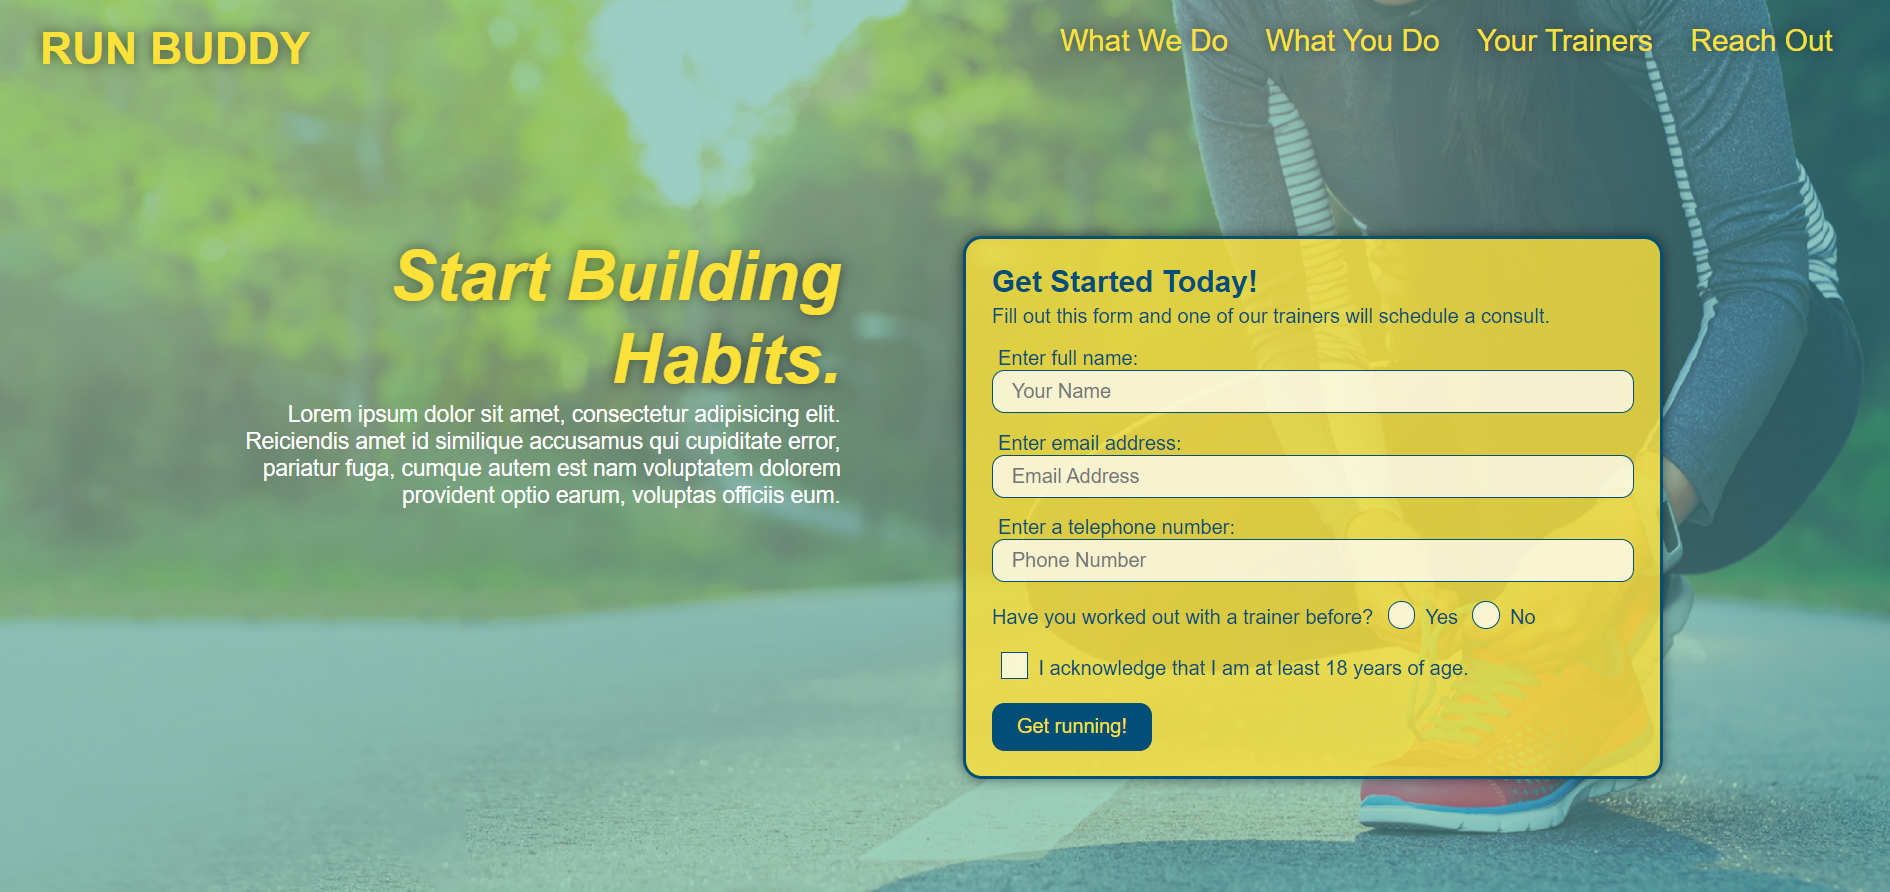 RUN BUDDY
What We Do
What You Do
Your Trainers
Reach Out
Start Building
Habits.
Lorem ipsum dolor sit amet, consectetur adipisicing elit.
Reiciendis amet id similique accusamus qui cupiditate error,
pariatur fuga, cumque autem est nam voluptatem dolorem
provident optio earum, voluptas officiis eum.
Get Started Today!
Fill out this form and one of our trainers will schedule a consult.
Enter full name:
Your Name
Enter email address:
Email Address
Enter a telephone number:
Phone Number
Have you worked out with a trainer before? Yes No
I acknowledge that I am at least 18 years of age.
Get running!